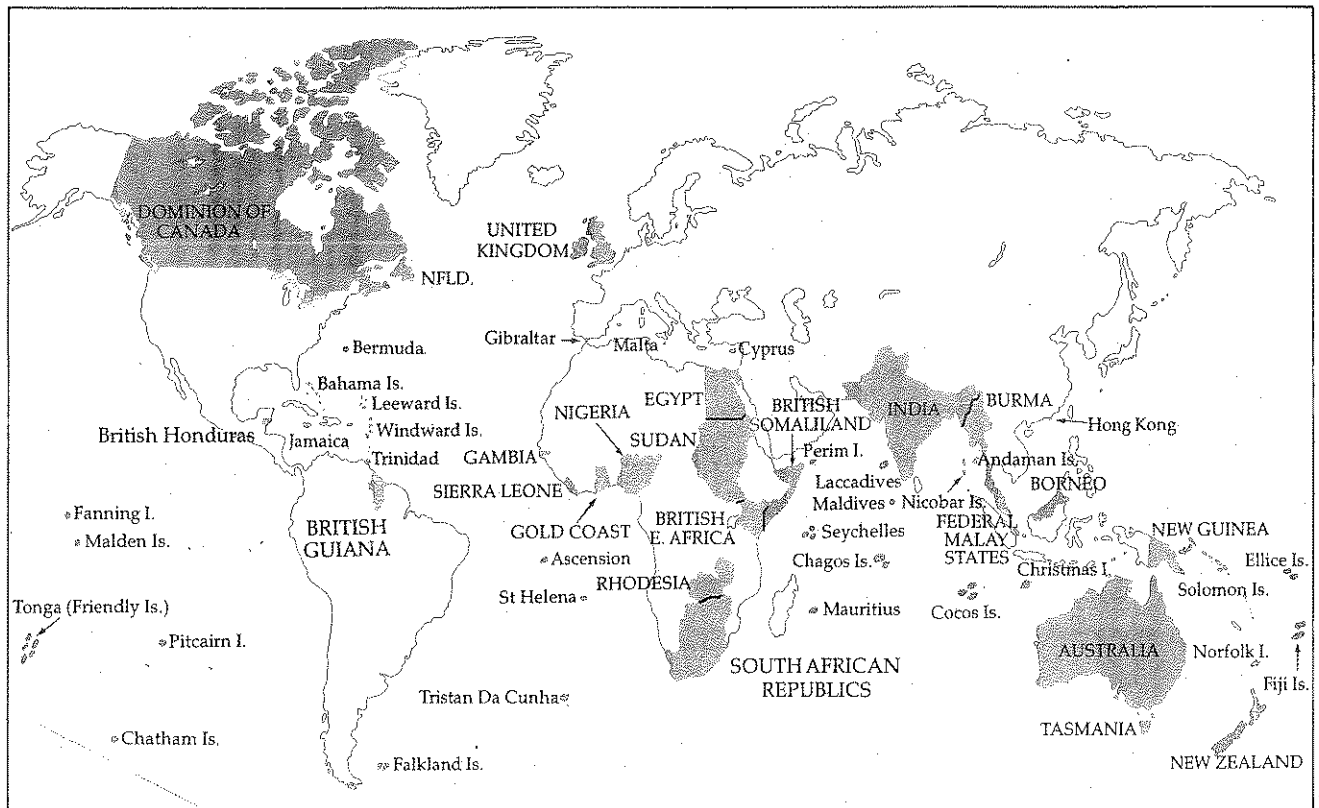 DOMINION OF
CANADA
UNITED
KINGDOM
NFLD.
Gibraltar
Malta
Cyprus
Bermuda
Bahama Is.
Leeward Is.
Windward Is.
British Honduras
Jamaica
Trinidad
NIGERIA
EGYPT
BRITISH
SOMALILAND
INDIA
BURMA
Hong Kong
SUDAN
Perim I.
GAMBIA
Andaman Is.
SIERRA LEONE
Laccadives
Maldives
Nicobar Is.
BORNEO
Fanning I.
Malden Is.
BRITISH
GUIANA
GOLD COAST
BRITISH
E. AFRICA
Seychelles
FEDERAL
MALAY
STATES
NEW GUINEA
Ascension
Chagos Is.
Ellice Is.
RHODESIA
Christmas I.
Solomon Is.
St Helena
Mauritius
Cocos Is.
Tonga (Friendly Is.)
Pitcairn I.
AUSTRALIA
Norfolk I.
SOUTH AFRICAN
REPUBLICS
Fiji Is.
Tristan Da Cunha
TASMANIA
Chatham Is.
Falkland Is.
NEW ZEALAND